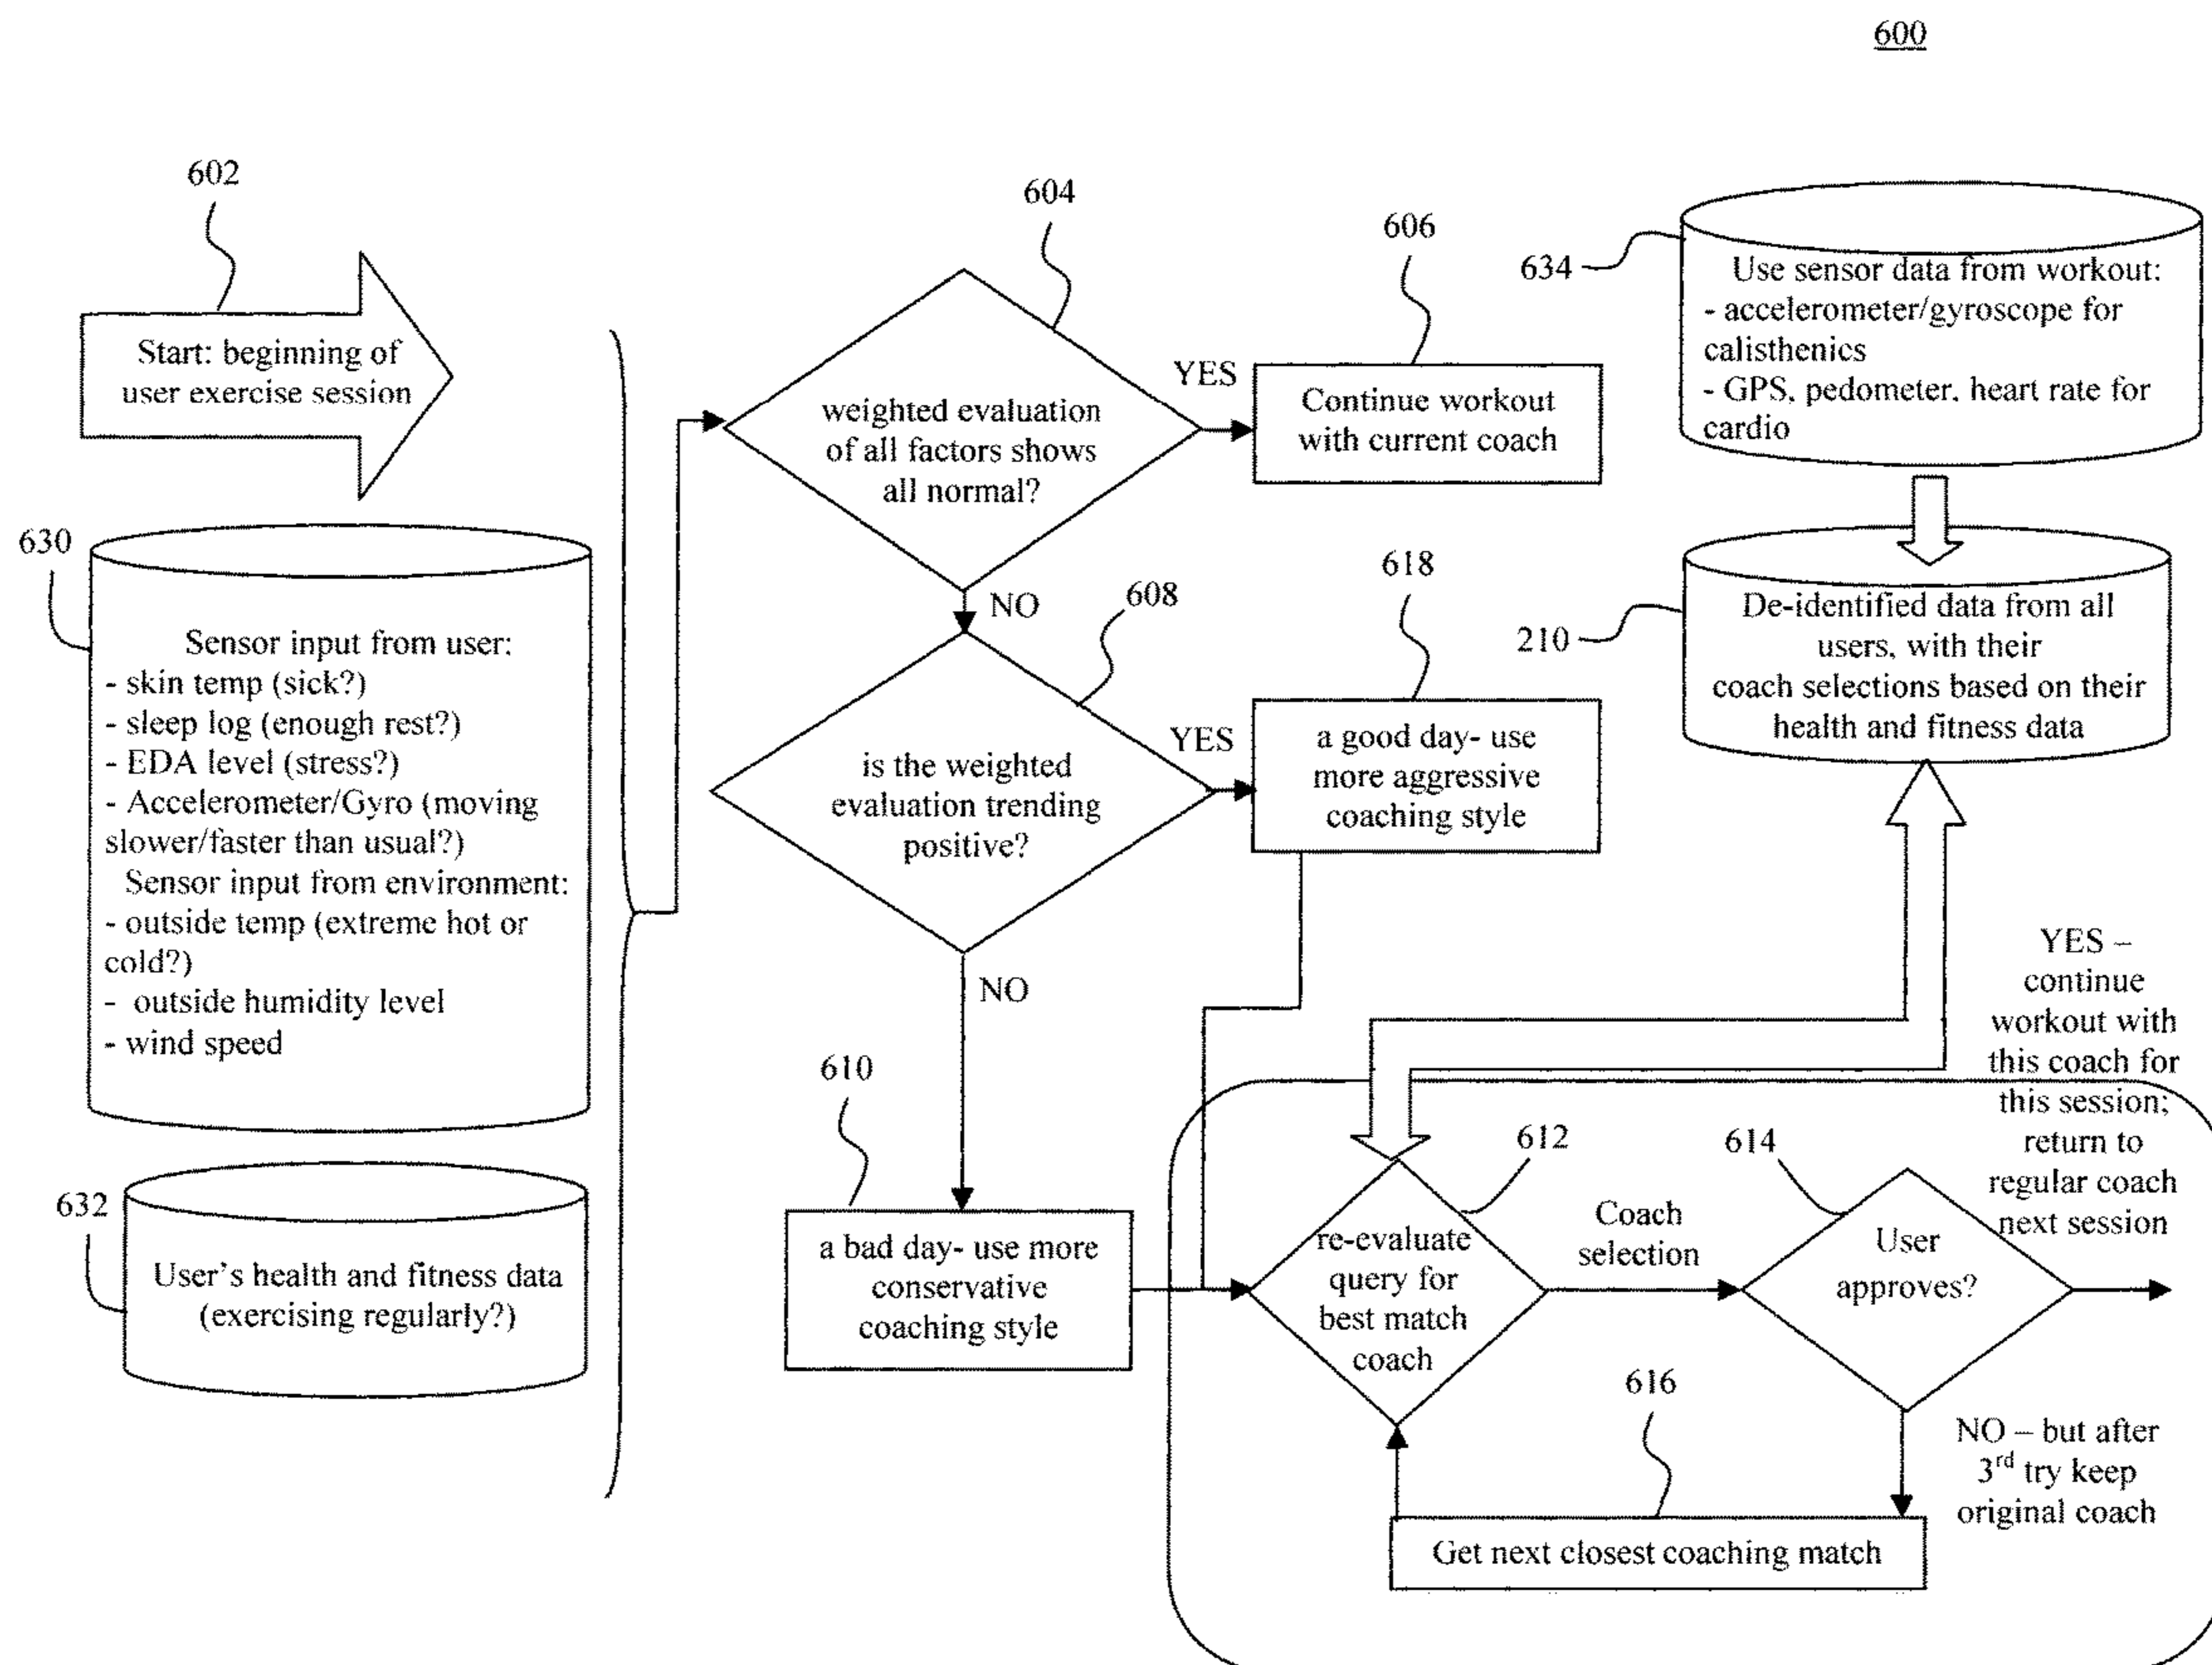 600
602
Start: beginning of
user exercise session
630
Sensor input from user:
- skin temp (sick?)
- sleep log (enough rest?)
- EDA level (stress?)
- Accelerometer/Gyro (moving
slower/faster than usual?)
Sensor input from environment:
- outside temp (extreme hot or
cold?)
- outside humidity level
- wind speed
632
User's health and fitness data
(exercising regularly?)
604
weighted evaluation
of all factors shows
all normal?
YES
606
Continue workout
with current coach
NO
608
is the weighted
evaluation trending
positive?
YES
618
a good day- use
more aggressive
coaching style
NO
610
a bad day- use more
conservative
coaching style
634
Use sensor data from workout:
- accelerometer/gyroscope for
calisthenics
- GPS, pedometer, heart rate for
cardio
210
De-identified data from all
users, with their
coach selections based on their
health and fitness data
612
re-evaluate
query for
best match
coach
Coach
selection
614
User
approves?
YES –
continue
workout with
this coach for
this session;
return to
regular coach
next session
NO – but after
3rd try keep
original coach
616
Get next closest coaching match